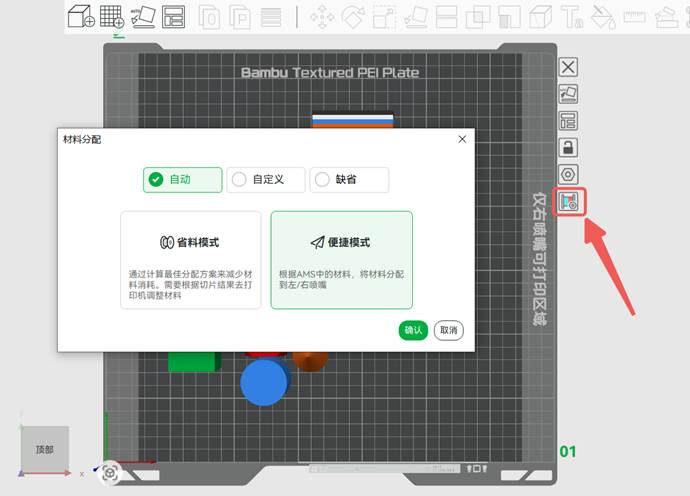 AUTO
Bambu Textured PEI Plate
材料分配
自动
自定义
缺省
省料模式
通过计算最佳分配方案来减少材
料消耗。需要根据切片结果去打
印机调整材料
便捷模式
根据AMS中的材料，将材料分配
到左/右喷嘴
确认
取消
仅右喷嘴可打印区域
01
顶部
x